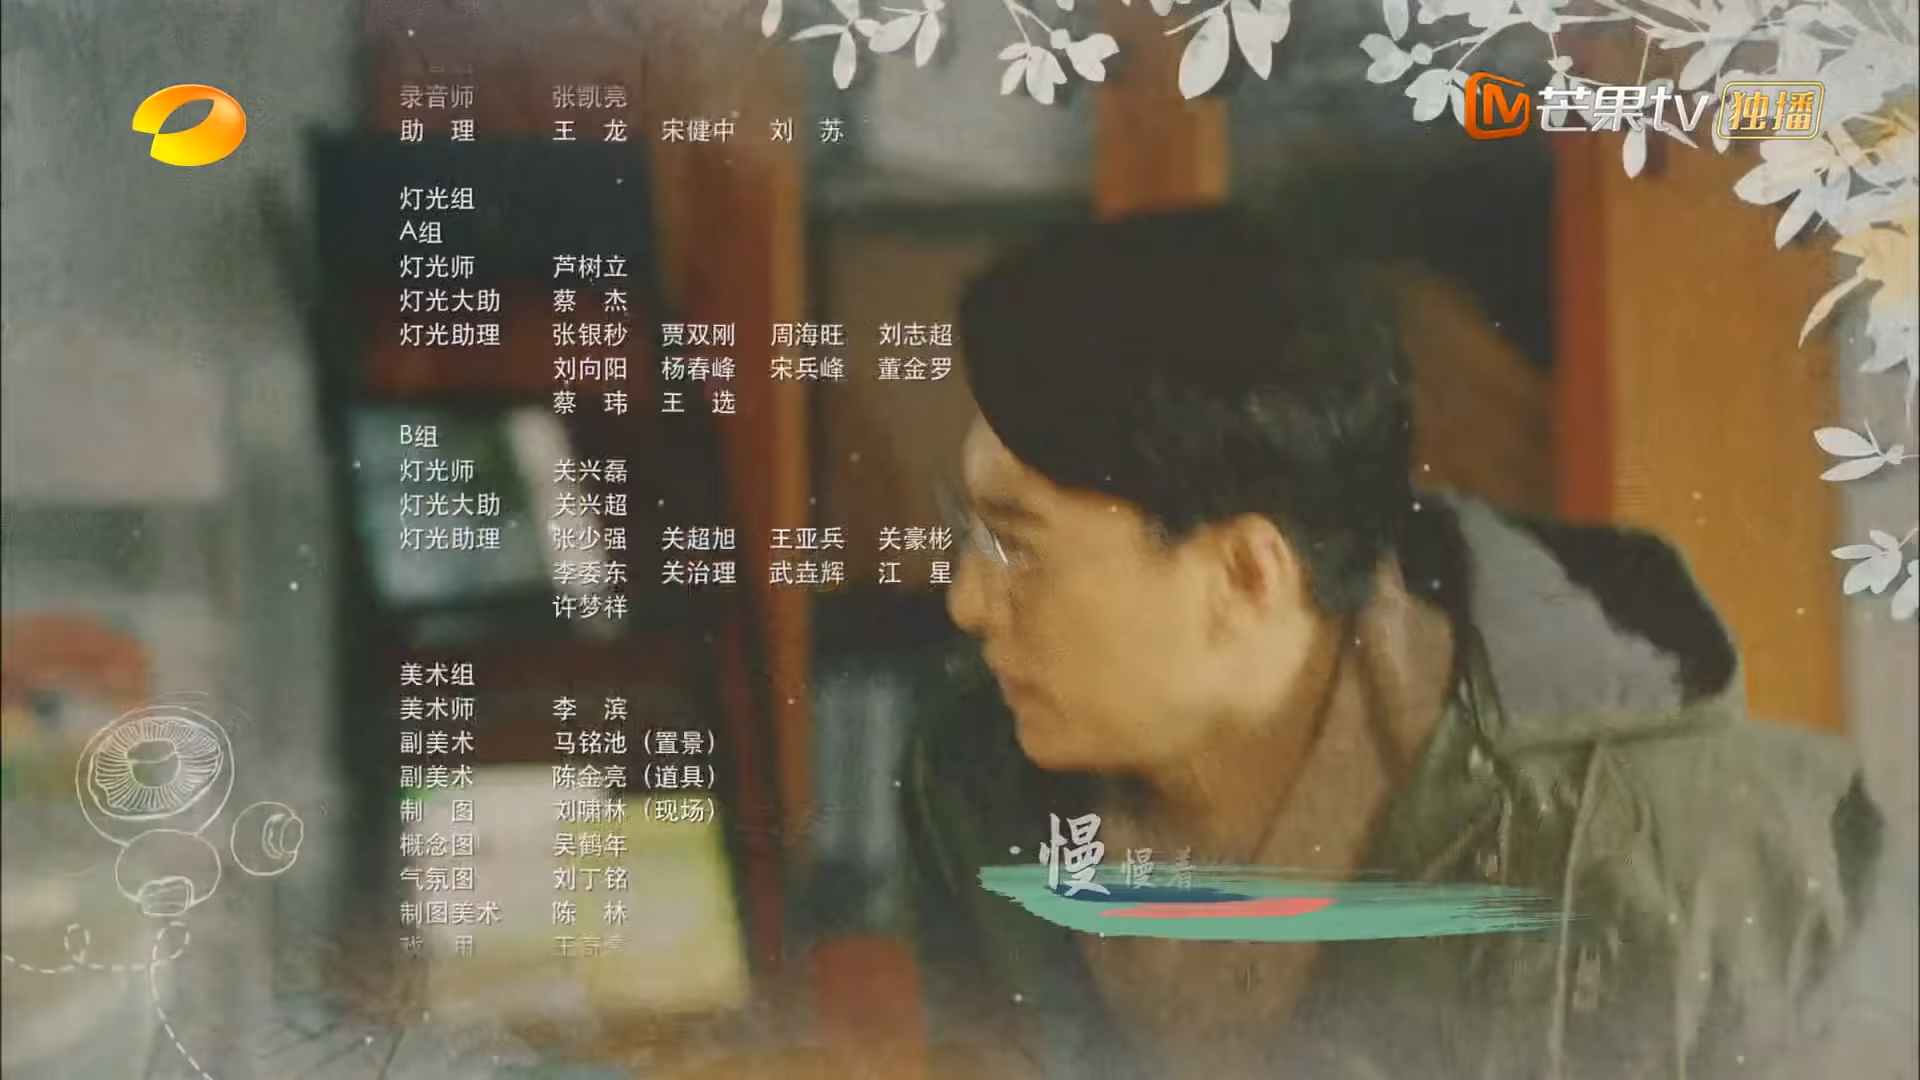 录音师 张凯亮
助 理 王 龙 宋健中 刘 苏
灯光组
A组
灯光师 芦树立
灯光大助 蔡 杰
灯光助理 张银秒 贾双刚 周海旺 刘志超
刘向阳 杨春峰 宋兵峰 董金罗
蔡 玮 王 选
B组
灯光师 关兴磊
灯光大助 关兴超
灯光助理 张少强 关超旭 王亚兵 关豪彬
李委东 关治理 武垚辉 江 星
许梦祥
美术组
美术师 李 滨
副美术 马铭池（置景）
副美术 陈金亮（道具）
制 图 刘啸林（现场）
概念图 吴鹤年
气氛图 刘丁铭
制图美术 陈 林
芒果tv 独播
慢慢着